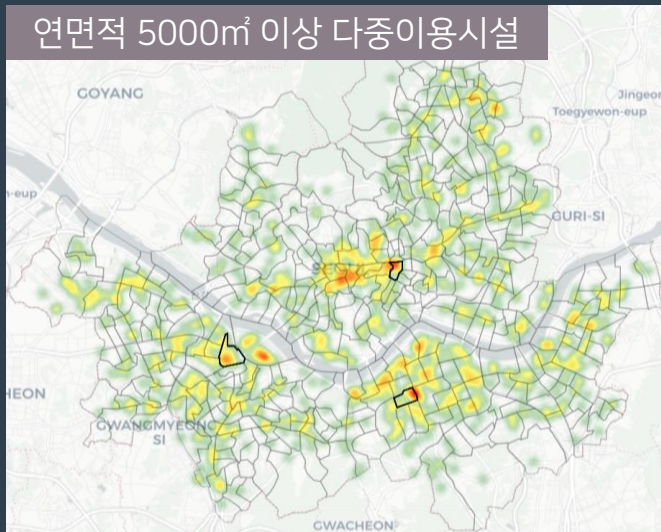 연면적 5000㎡ 이상 다중이용시설
GOYANG
Jingeon
Toegyewon-eup
n-eup
GURI-SI
SEOUL
HEON
GWANGMYEONG
SI
GWACHEON